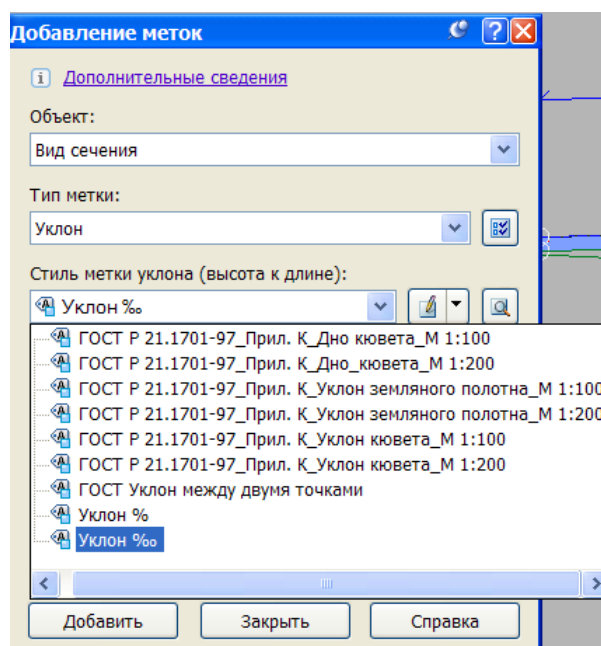 Добавление меток
Дополнительные сведения
Объект:
Вид сечения
Тип метки:
Уклон
Стиль метки уклона (высота к длине):
Уклон ‰
ГОСТ Р 21.1701-97_Прил. К_Дно кювета_М 1:100
ГОСТ Р 21.1701-97_Прил. К_Дно_кювета_М 1:200
ГОСТ Р 21.1701-97_Прил. К_Уклон земляного полотна_М 1:100
ГОСТ Р 21.1701-97_Прил. К_Уклон земляного полотна_М 1:200
ГОСТ Р 21.1701-97_Прил. К_Уклон кювета_М 1:100
ГОСТ Р 21.1701-97_Прил. К_Уклон кювета_М 1:200
ГОСТ Уклон между двумя точками
Уклон %
Уклон ‰
Добавить Закрыть Справка